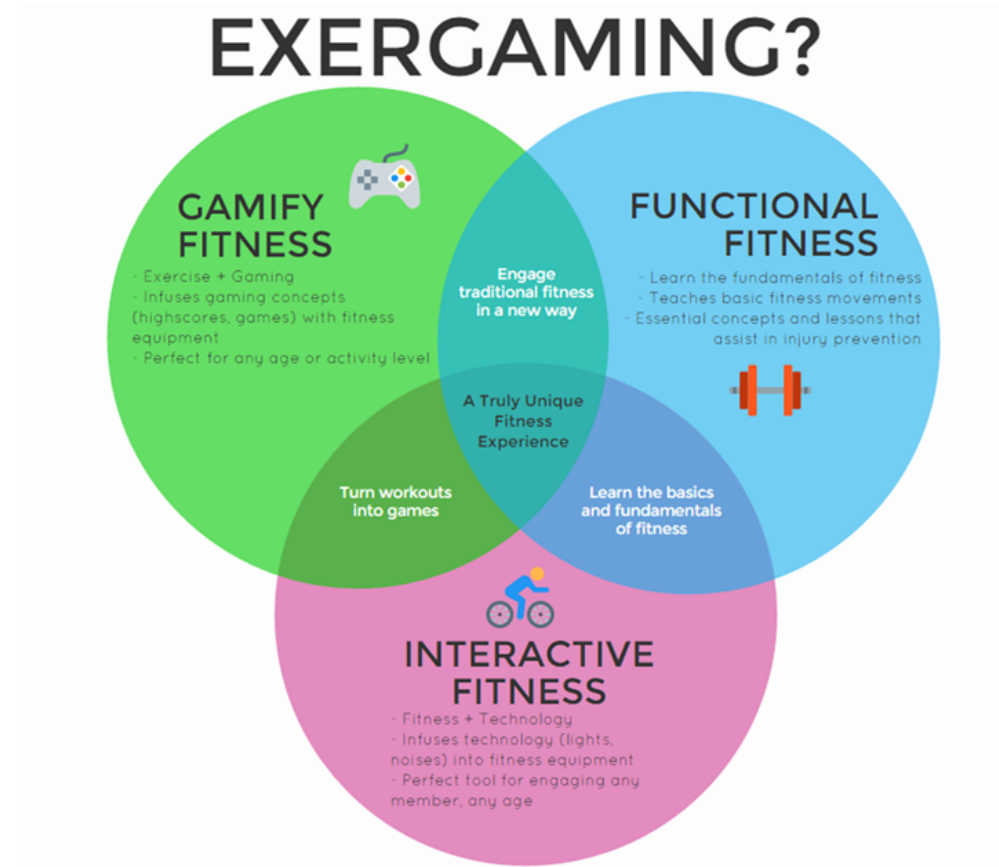 EXERGAMING?
GAMIFY
FITNESS
- Exercise + Gaming
- Infuses gaming concepts
(highscores, games) with fitness
equipment
- Perfect for any age or activity level
Engage
traditional fitness
in a new way
FUNCTIONAL
FITNESS
- Learn the fundamentals of fitness
- Teaches basic fitness movements
- Essential concepts and lessons that
assist in injury prevention
A Truly Unique
Fitness
Experience
Turn workouts
into games
Learn the basics
and fundamentals
of fitness
INTERACTIVE
FITNESS
- Fitness + Technology
- Infuses technology (lights,
noises) into fitness equipment
- Perfect tool for engaging any
member, any age